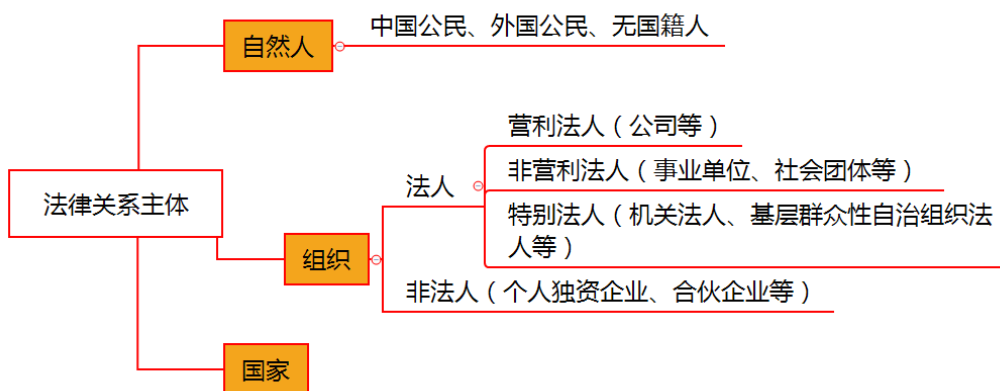 自然人
中国公民、外国公民、无国籍人
法律关系主体
组织
法人
营利法人（公司等）
非营利法人（事业单位、社会团体等）
特别法人（机关法人、基层群众性自治组织法
人等）
非法人（个人独资企业、合伙企业等）
国家